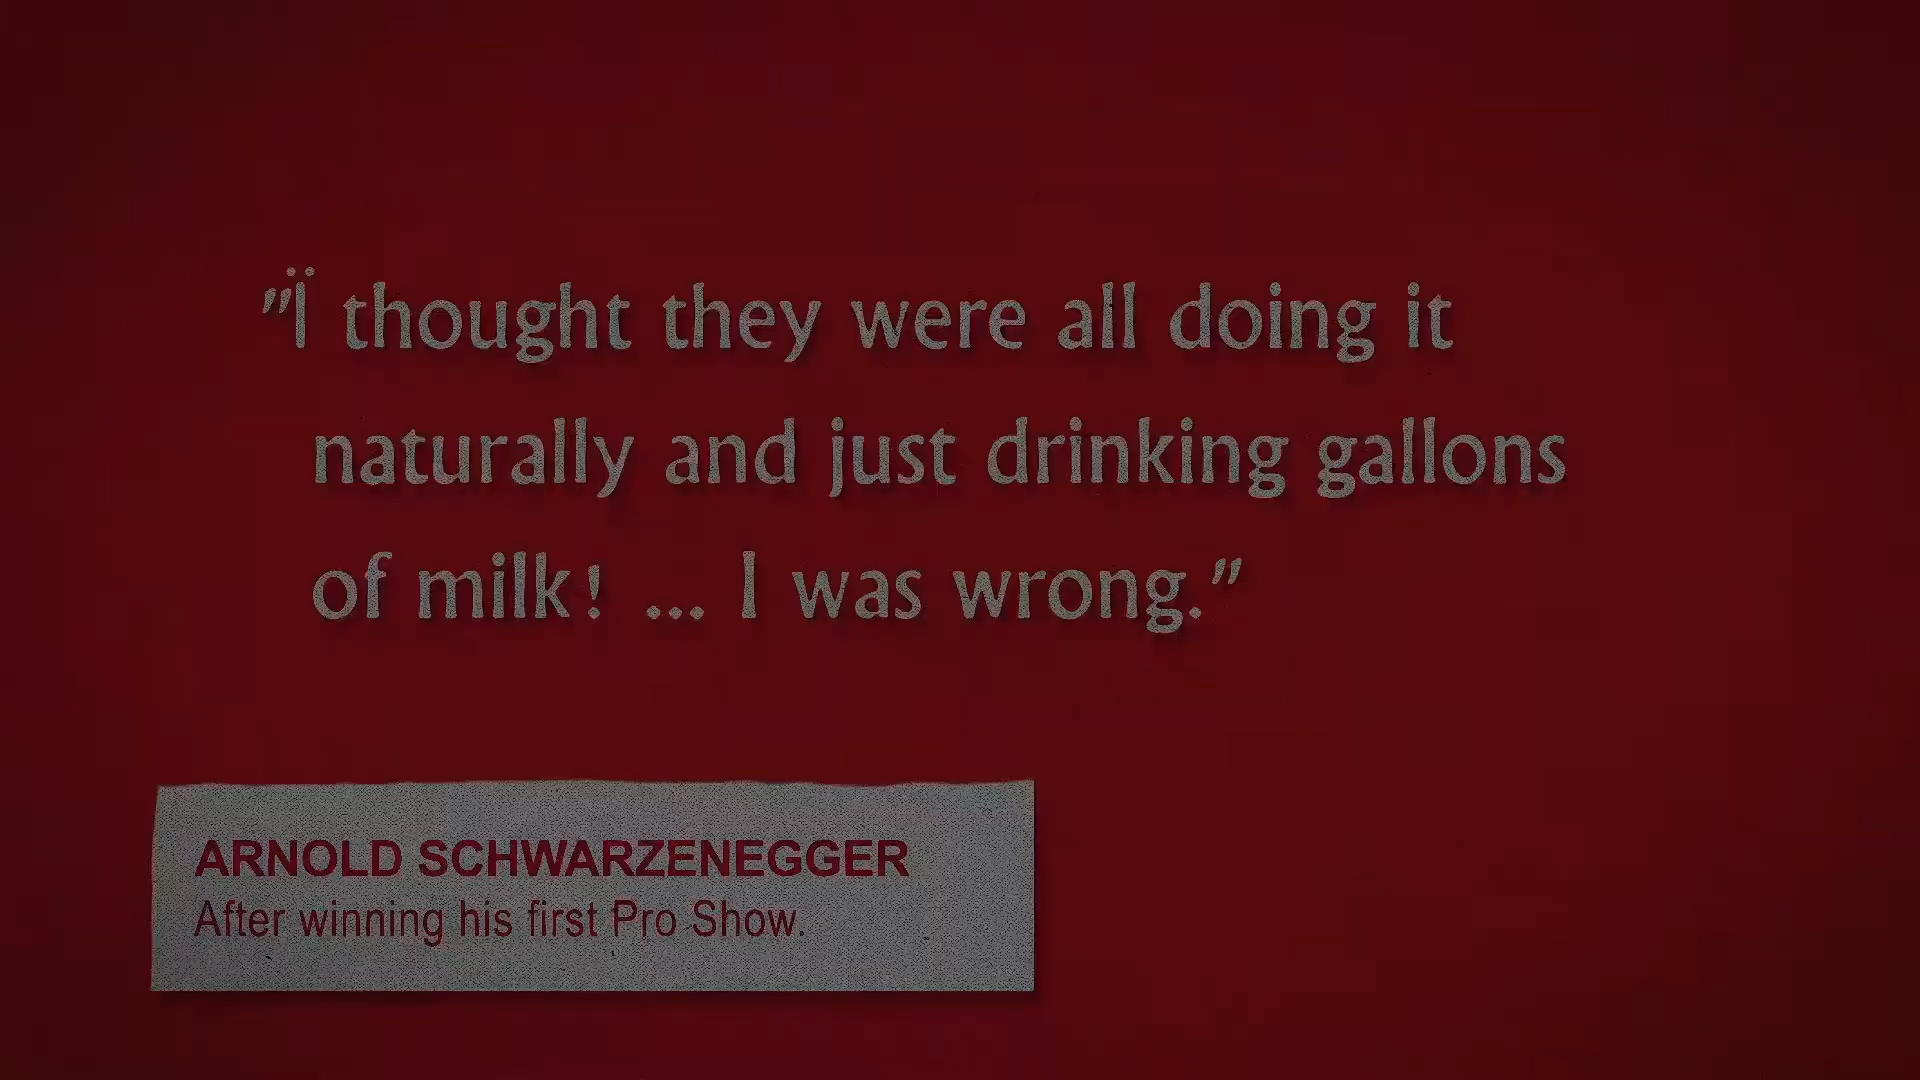 "Ï thought they were all doing it
naturally and just drinking gallons
of milk! ... I was wrong."
ARNOLD SCHWARZENEGGER
After winning his first Pro Show.